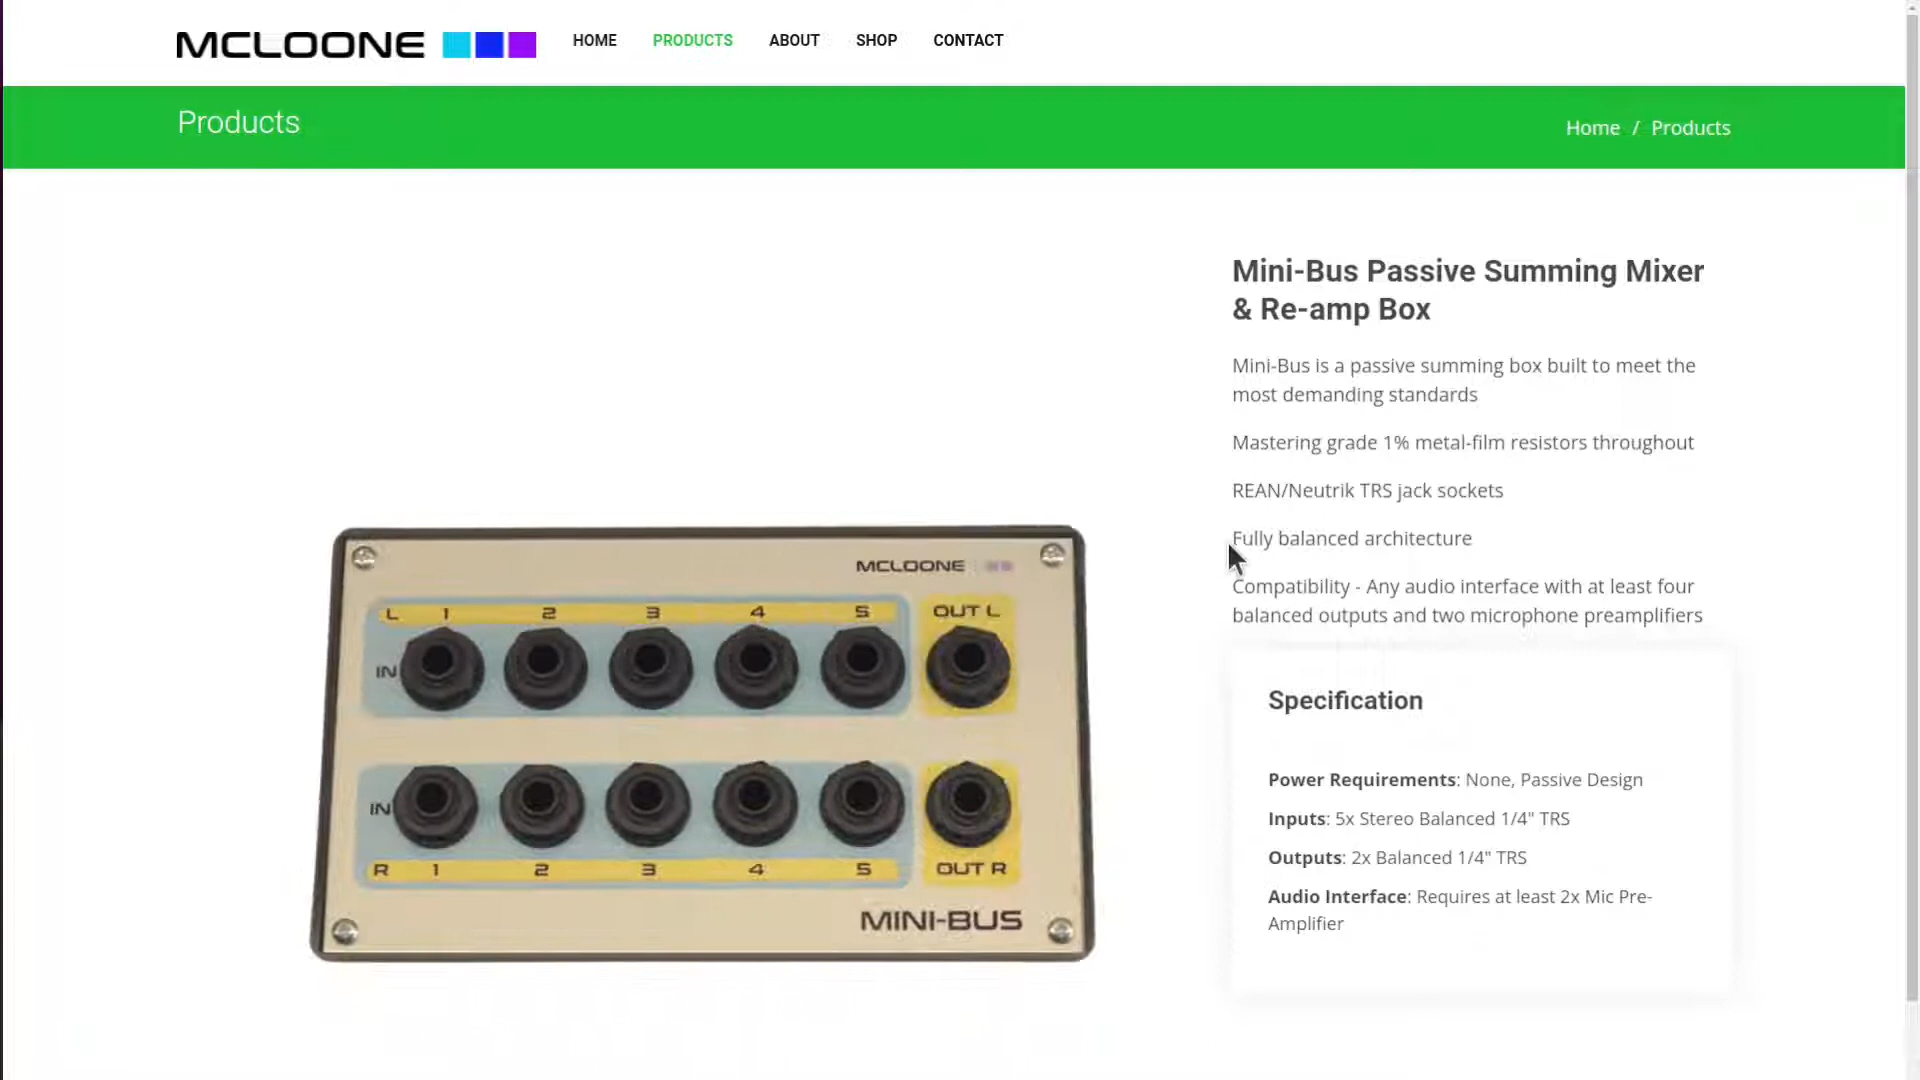 MCLOONE
HOME PRODUCTS ABOUT SHOP CONTACT
Products
Home / Products
Mini-Bus Passive Summing Mixer
& Re-amp Box
Mini-Bus is a passive summing box built to meet the
most demanding standards
Mastering grade 1% metal-film resistors throughout
REAN/Neutrik TRS jack sockets
Fully balanced architecture
Compatibility - Any audio interface with at least four
balanced outputs and two microphone preamplifiers
MCLOONE
L 1 2 3 4 5 OUT L
IN
IN
R 1 2 3 4 5 OUT R
MINI-BUS
Specification
Power Requirements: None, Passive Design
Inputs: 5x Stereo Balanced 1/4" TRS
Outputs: 2x Balanced 1/4" TRS
Audio Interface: Requires at least 2x Mic Pre-
Amplifier